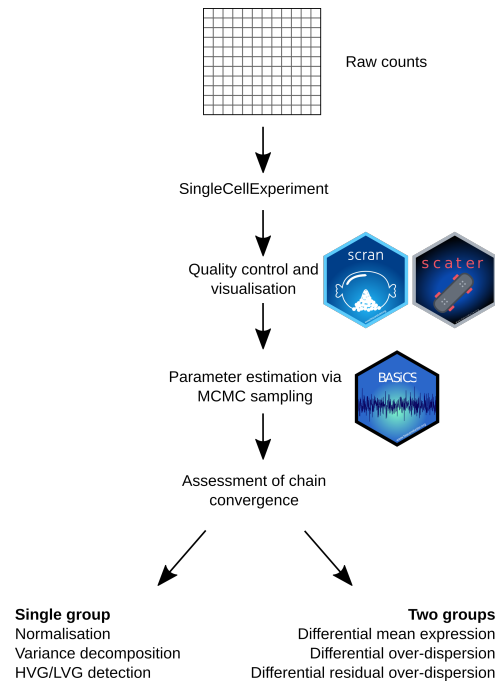 Raw counts
SingleCellExperiment
Quality control and
visualisation
scran
scater
Parameter estimation via
MCMC sampling
BASiCS
Assessment of chain
convergence
Single group
Normalisation
Variance decomposition
HVG/LVG detection
Two groups
Differential mean expression
Differential over-dispersion
Differential residual over-dispersion